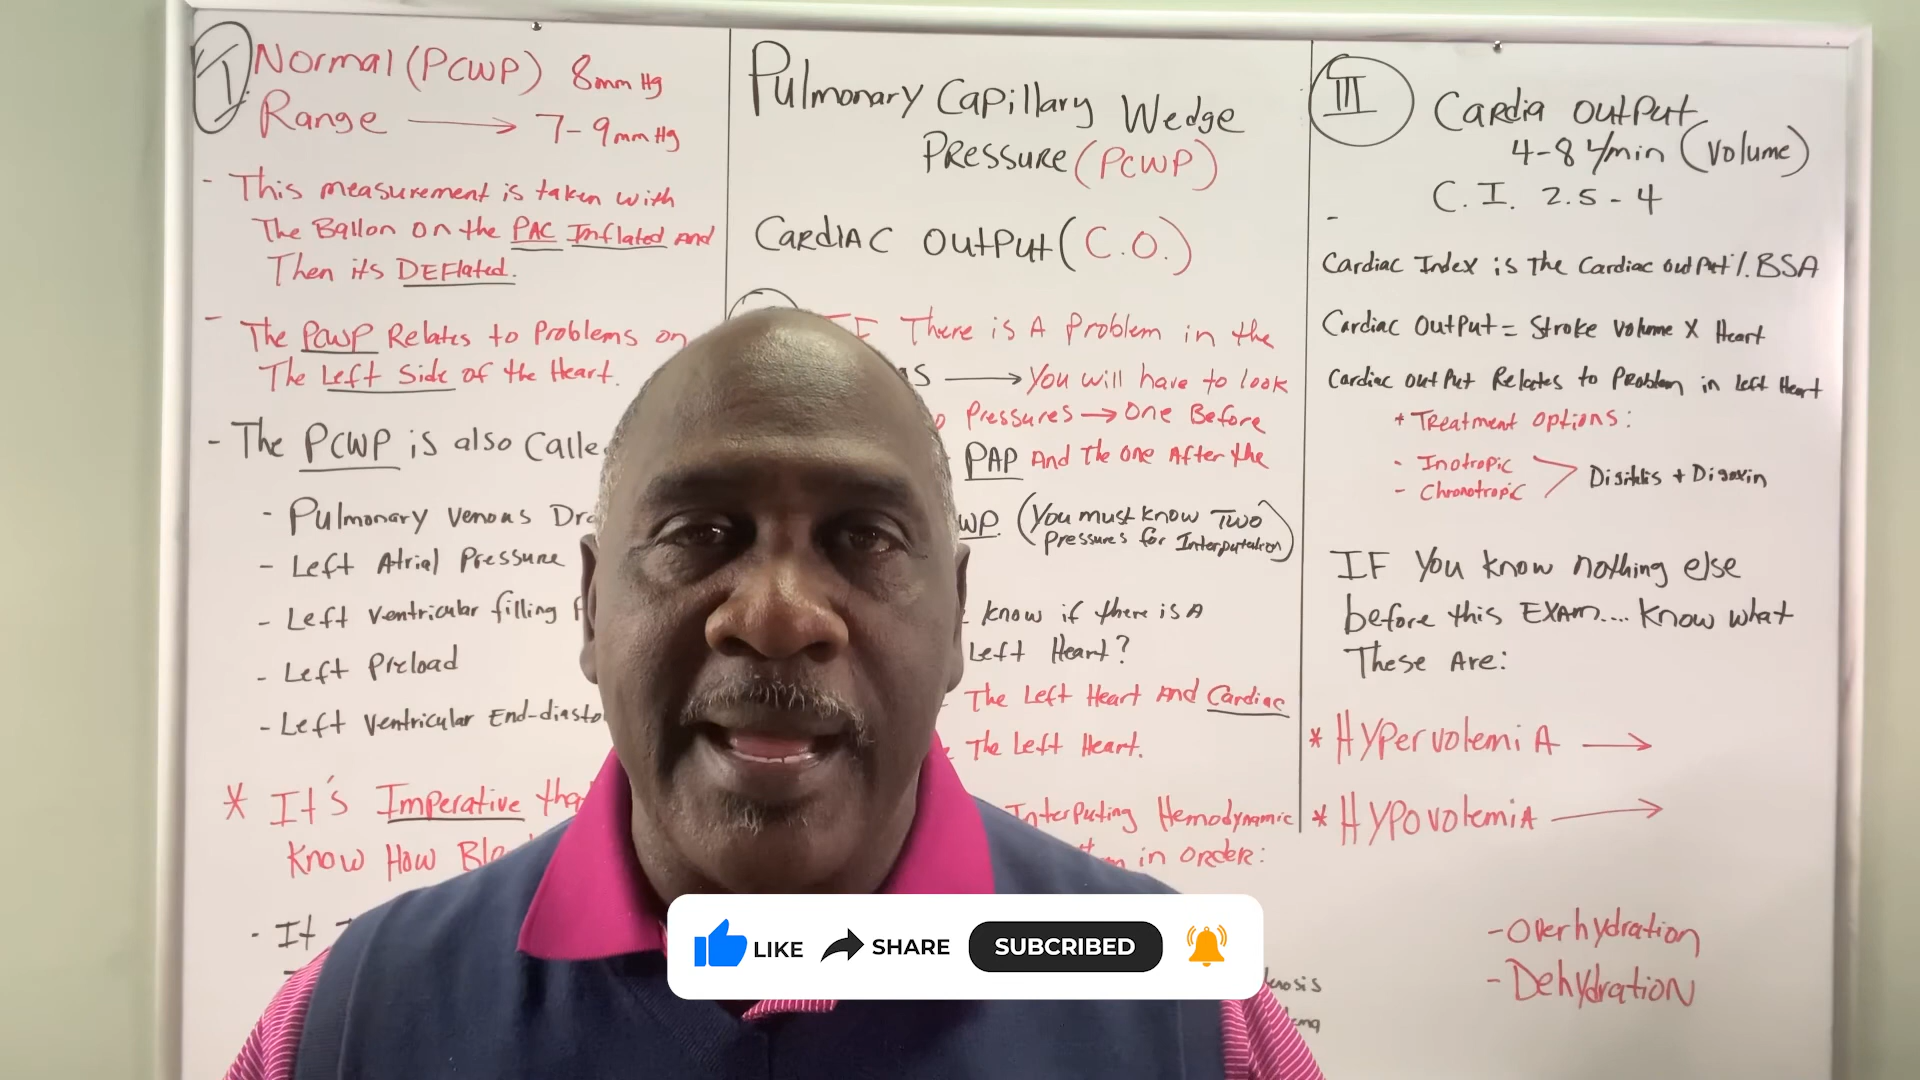 I
Normal (PCWP) 8mm Hg
Range → 7-9mm Hg
- This measurement is taken with
The Ballon on the PAC Inflated And
Then its DEFlated.
- The PCWP Relates to Problems on
The Left Side of the Heart.
- The PCWP is also Calle
- Pulmonary venous Dra
- Left Atrial Pressure
- Left ventricular filling
- Left Preload
- Left ventricular End-diasto
* It's Imperative tha
Know How Blo
- It
Pulmonary Capillary Wedge
PRESSURE (PCWP)
CARDIAC OUTPUT (C.O.)
IF There is A Problem in the
→ You will have to look
Pressures → One Before
PAP And the one After the
WP. (You must know Two
Pressures for Interputation)
know if there is A
Left Heart?
The Left Heart And Cardiac
The Left Heart.
Interputing Hemodynamic
in order:
III
Cardia output
4-8 L/min (Volume)
C.I. 2.5 - 4
-
Cardiac Index is The Cardiac output /. BSA
Cardiac output = Stroke volume X Heart
Cardiac output Relates to Problem in Left Heart
* Treatment options:
- Inotropic
- Chronotropic
Digitilis + Digoxin
IF You know nothing else
before this EXAM.... Know what
These Are:
* HypervolemiA →
* HypovolemiA →
- Overhydration
- Dehydration
LIKE SHARE SUBCRIBED